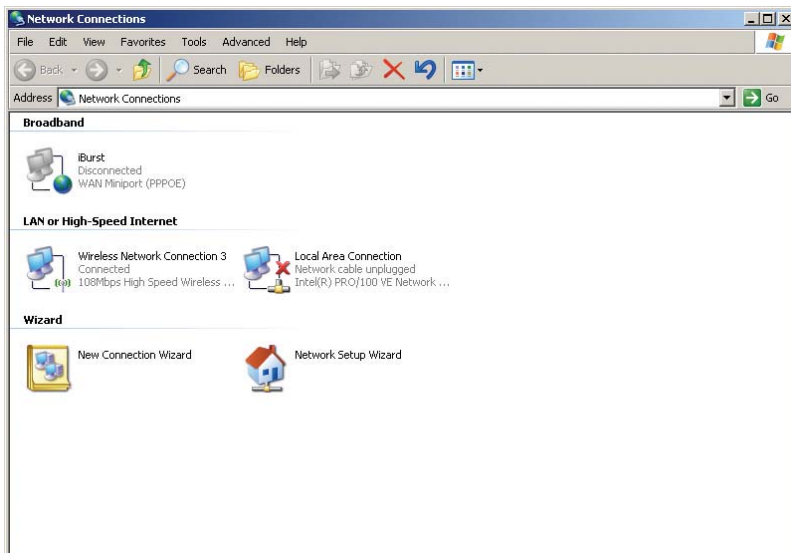 Network Connections
File Edit View Favorites Tools Advanced Help
Back Search Folders
Address Network Connections Go
Broadband
iBurst
Disconnected
WAN Miniport (PPPOE)
LAN or High-Speed Internet
Wireless Network Connection 3
Connected
108Mbps High Speed Wireless ...
Local Area Connection
Network cable unplugged
Intel(R) PRO/100 VE Network ...
Wizard
New Connection Wizard
Network Setup Wizard